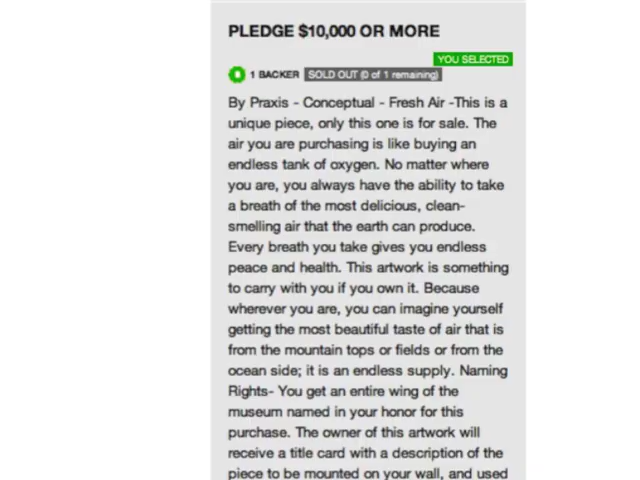 PLEDGE $10,000 OR MORE
YOU SELECTED
1 BACKER SOLD OUT (0 of 1 remaining)
By Praxis - Conceptual - Fresh Air -This is a
unique piece, only this one is for sale. The
air you are purchasing is like buying an
endless tank of oxygen. No matter where
you are, you always have the ability to take
a breath of the most delicious, clean-
smelling air that the earth can produce.
Every breath you take gives you endless
peace and health. This artwork is something
to carry with you if you own it. Because
wherever you are, you can imagine yourself
getting the most beautiful taste of air that is
from the mountain tops or fields or from the
ocean side; it is an endless supply. Naming
Rights- You get an entire wing of the
museum named in your honor for this
purchase. The owner of this artwork will
receive a title card with a description of the
piece to be mounted on your wall, and used